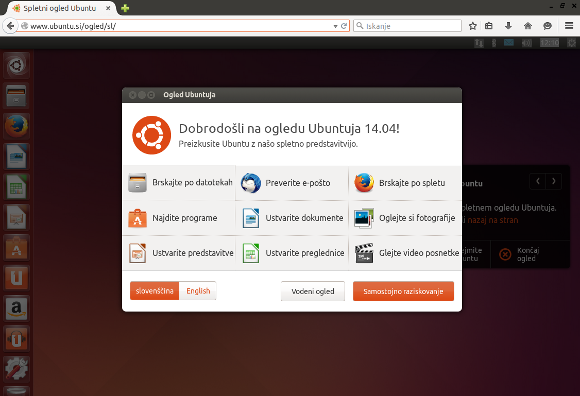 Spletni ogled Ubuntu
www.ubuntu.si/ogled/sl/
Iskanje
Ogled Ubuntuja
Dobrodošli na ogledu Ubuntuja 14.04!
Preizkusite Ubuntu z našo spletno predstavitvijo.
Brskajte po datotekah
Preverite e-pošto
Brskajte po spletu
Najdite programe
Ustvarite dokumente
Oglejte si fotografije
Ustvarite predstavitve
Ustvarite preglednice
Glejte video posnetke
slovenščina
English
Vodeni ogled
Samostojno raziskovanje
buntu
pletnem ogledu Ubuntuja.
nazaj na stran
ejmite
buntu
Končaj
ogled